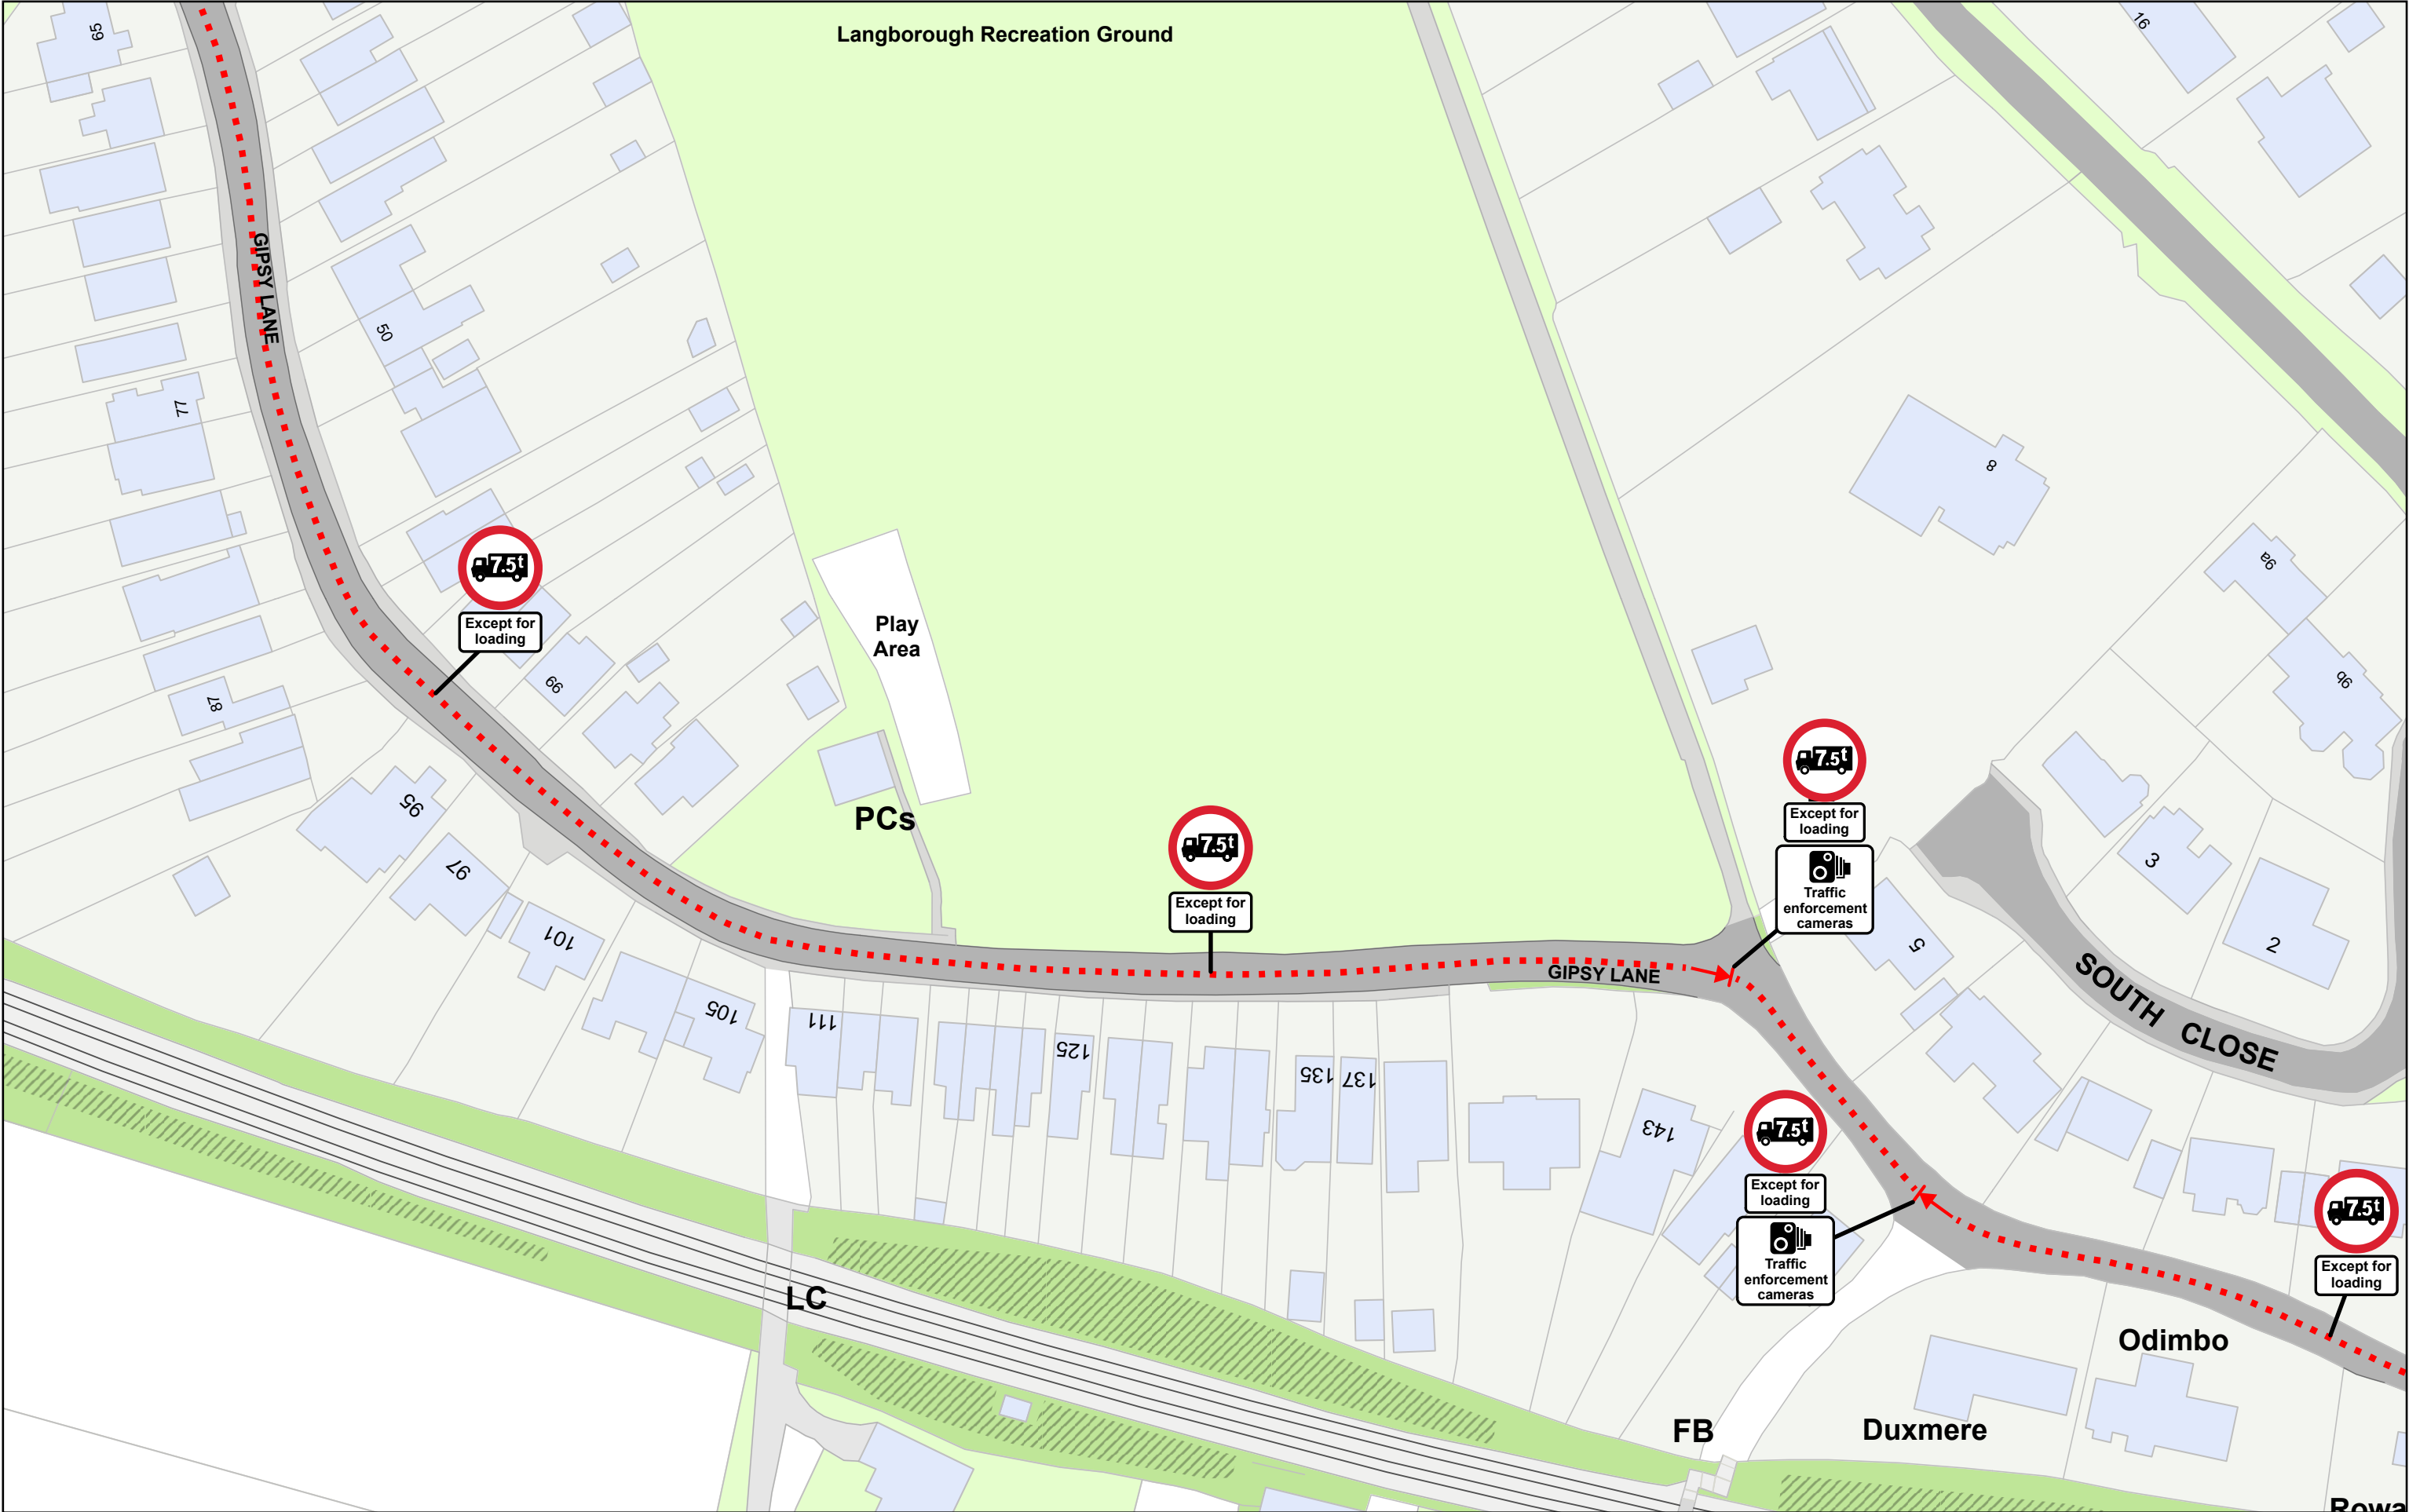 Langborough Recreation Ground
65
16
GIPSY LANE
50
77
8
7.5t
Except for
loading
9a
Play
Area
66
9b
87
7.5t
Except for
loading
Traffic
enforcement
cameras
95
PCs
7.5t
Except for
loading
3
97
101
5
2
GIPSY LANE
SOUTH CLOSE
105
111
125
135
137
143
7.5t
Except for
loading
Traffic
enforcement
cameras
7.5t
Except for
loading
LC
Odimbo
FB
Duxmere
Rowa